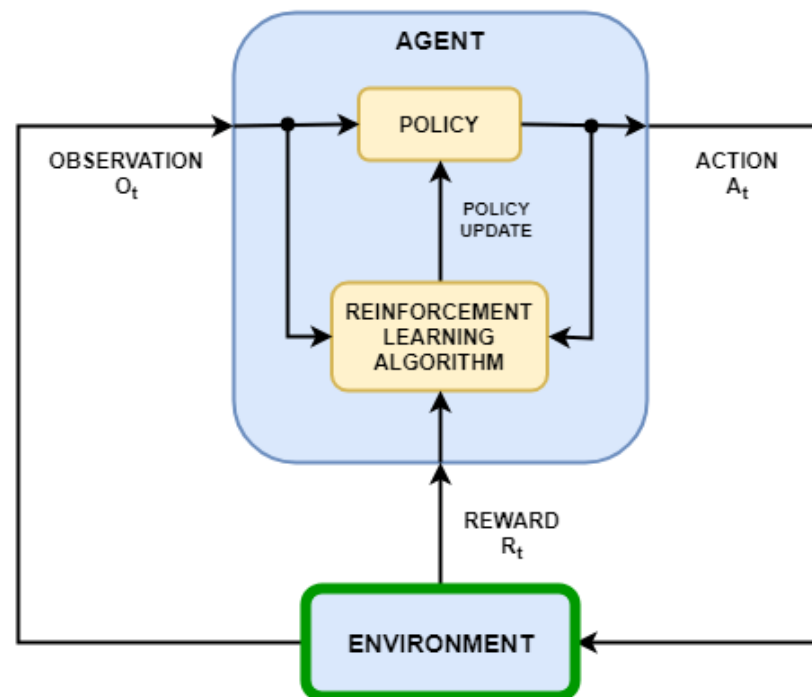 AGENT
POLICY
OBSERVATION
Oₜ
ACTION
Aₜ
POLICY
UPDATE
REINFORCEMENT
LEARNING
ALGORITHM
REWARD
Rₜ
ENVIRONMENT